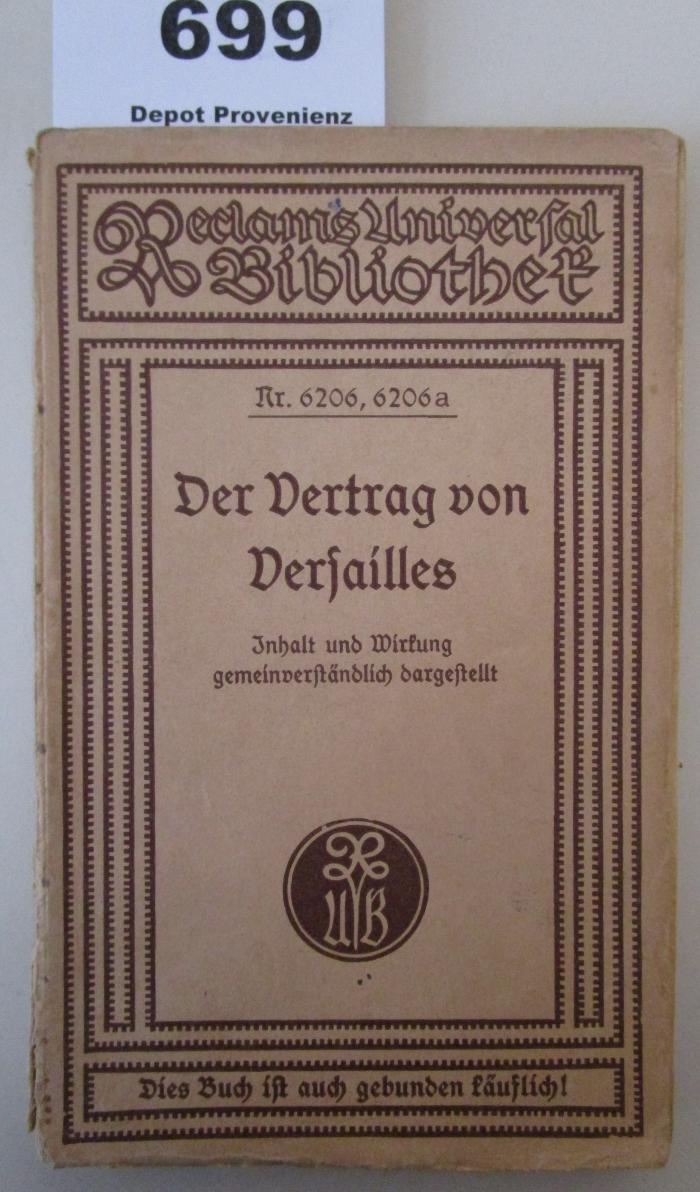 699
Depot Provenienz
Reclams Universal
Bibliothek
Nr. 6206, 6206a
Der Vertrag von
Versailles
Inhalt und Wirkung
gemeinverständlich dargestellt
R
UB
Dies Buch ist auch gebunden käuflich!